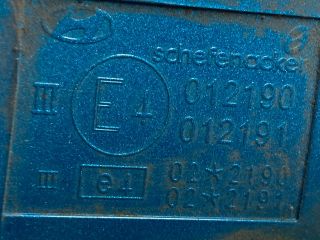 schefenacker
III E 4 012190
012191
III e1 02*2190
02*2191